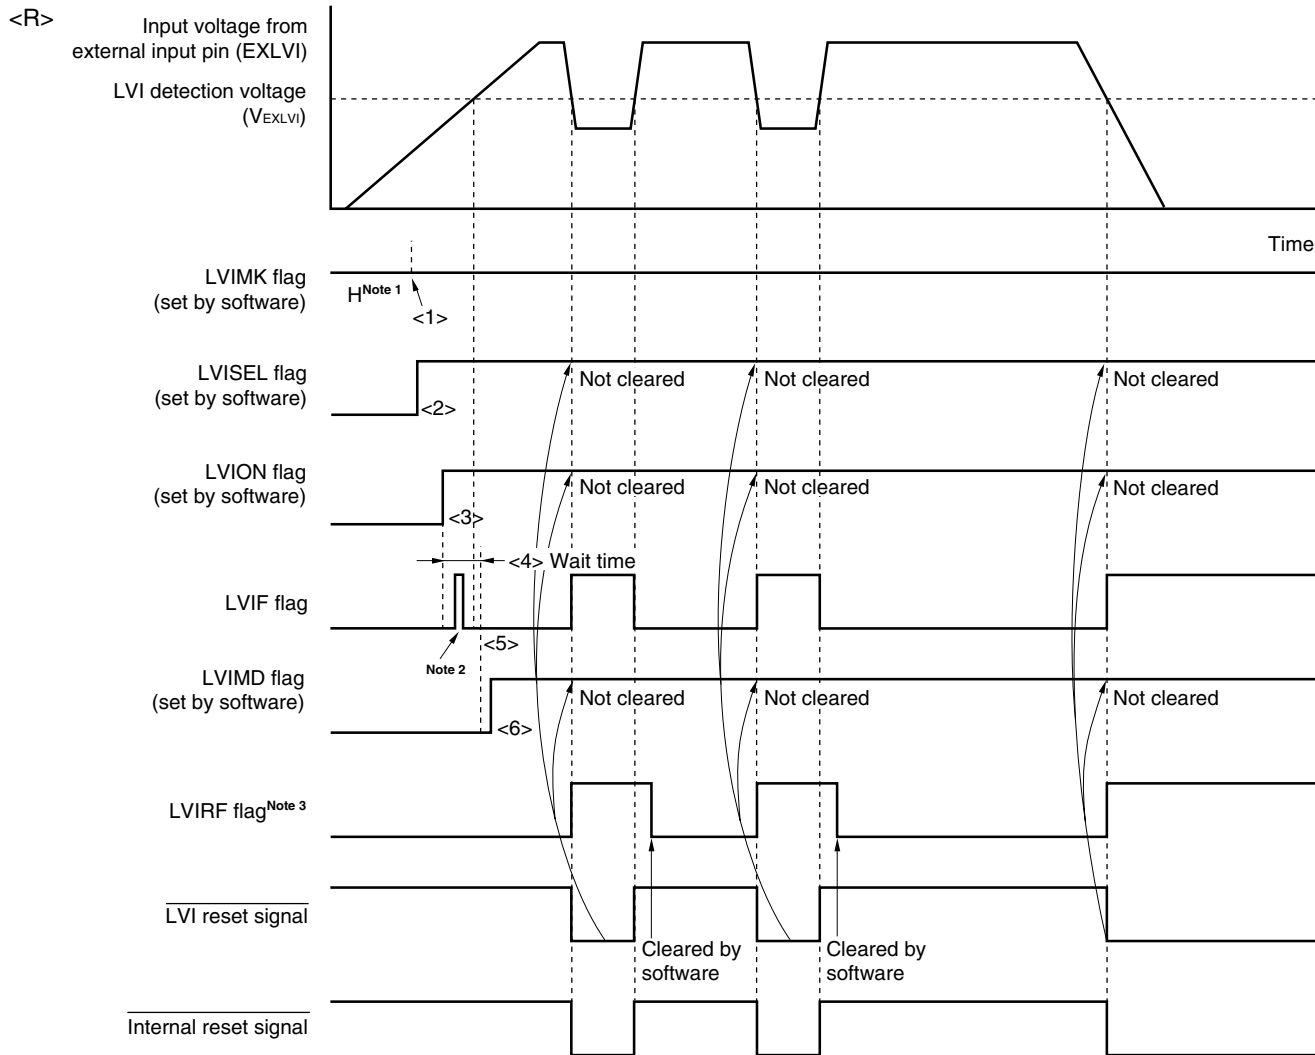 <R>
Input voltage from
external input pin (EXLVI)
LVI detection voltage
(VEXLVI)
Time
LVIMK flag
(set by software)
HNote 1
<1>
LVISEL flag
(set by software)
<2>
Not cleared
Not cleared
Not cleared
LVION flag
(set by software)
<3>
Not cleared
Not cleared
Not cleared
<4> Wait time
LVIF flag
Note 2
<5>
LVIMD flag
(set by software)
<6>
Not cleared
Not cleared
Not cleared
LVIRF flagNote 3
LVI reset signal
Cleared by
software
Cleared by
software
Internal reset signal